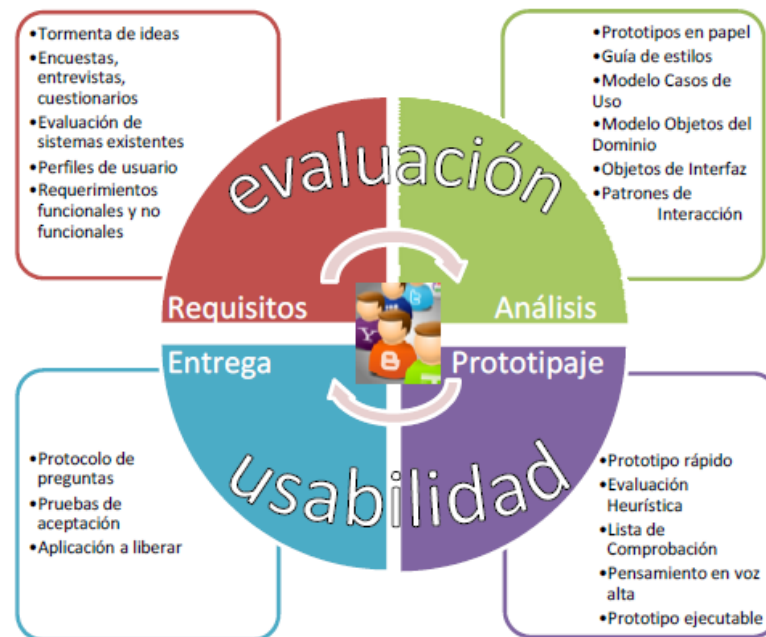 •Tormenta de ideas
•Encuestas,
entrevistas,
cuestionarios
•Evaluación de
sistemas existentes
•Perfiles de usuario
•Requerimientos
funcionales y no
funcionales
•Prototipos en papel
•Guía de estilos
•Modelo Casos de
Uso
•Modelo Objetos del
Dominio
•Objetos de Interfaz
•Patrones de
Interacción
evaluación
Requisitos
Análisis
Y
B
Entrega
Prototipaje
usabilidad
•Protocolo de
preguntas
•Pruebas de
aceptación
•Aplicación a liberar
•Prototipo rápido
•Evaluación
Heurística
•Lista de
Comprobación
•Pensamiento en voz
alta
•Prototipo ejecutable